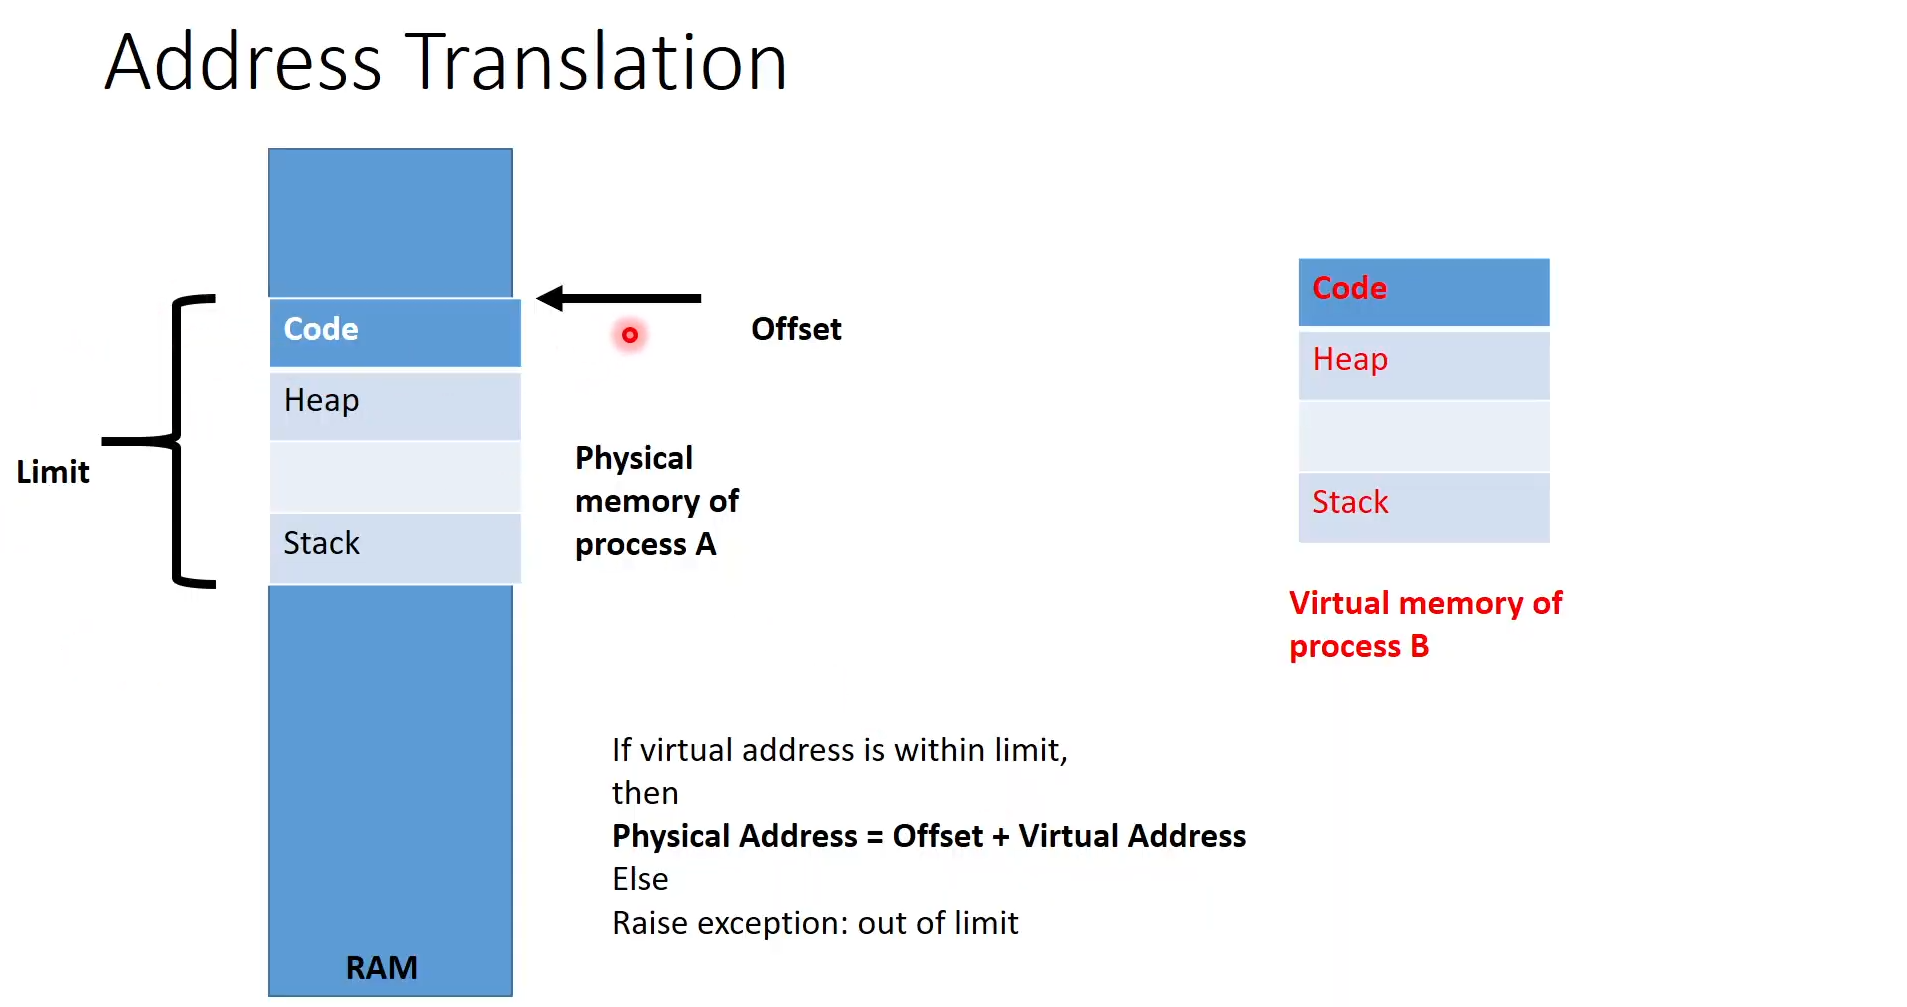 Address Translation
Code
Heap
Stack
Limit
Offset
Physical
memory of
process A
RAM
Code
Heap
Stack
Virtual memory of
process B
If virtual address is within limit,
then
Physical Address = Offset + Virtual Address
Else
Raise exception: out of limit